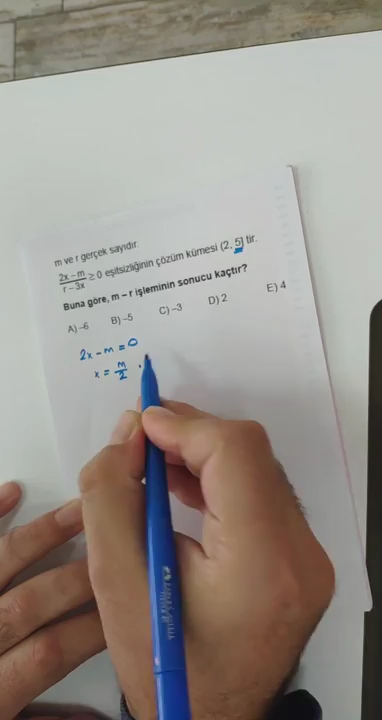 m ve r gerçek sayıdır.
2x – m / r – 3x ≥ 0 eşitsizliğinin çözüm kümesi (2, 5] tir.
Buna göre, m – r işleminin sonucu kaçtır?
A) –6 B) –5 C) –3 D) 2 E) 4
2x – m = 0
x = m / 2